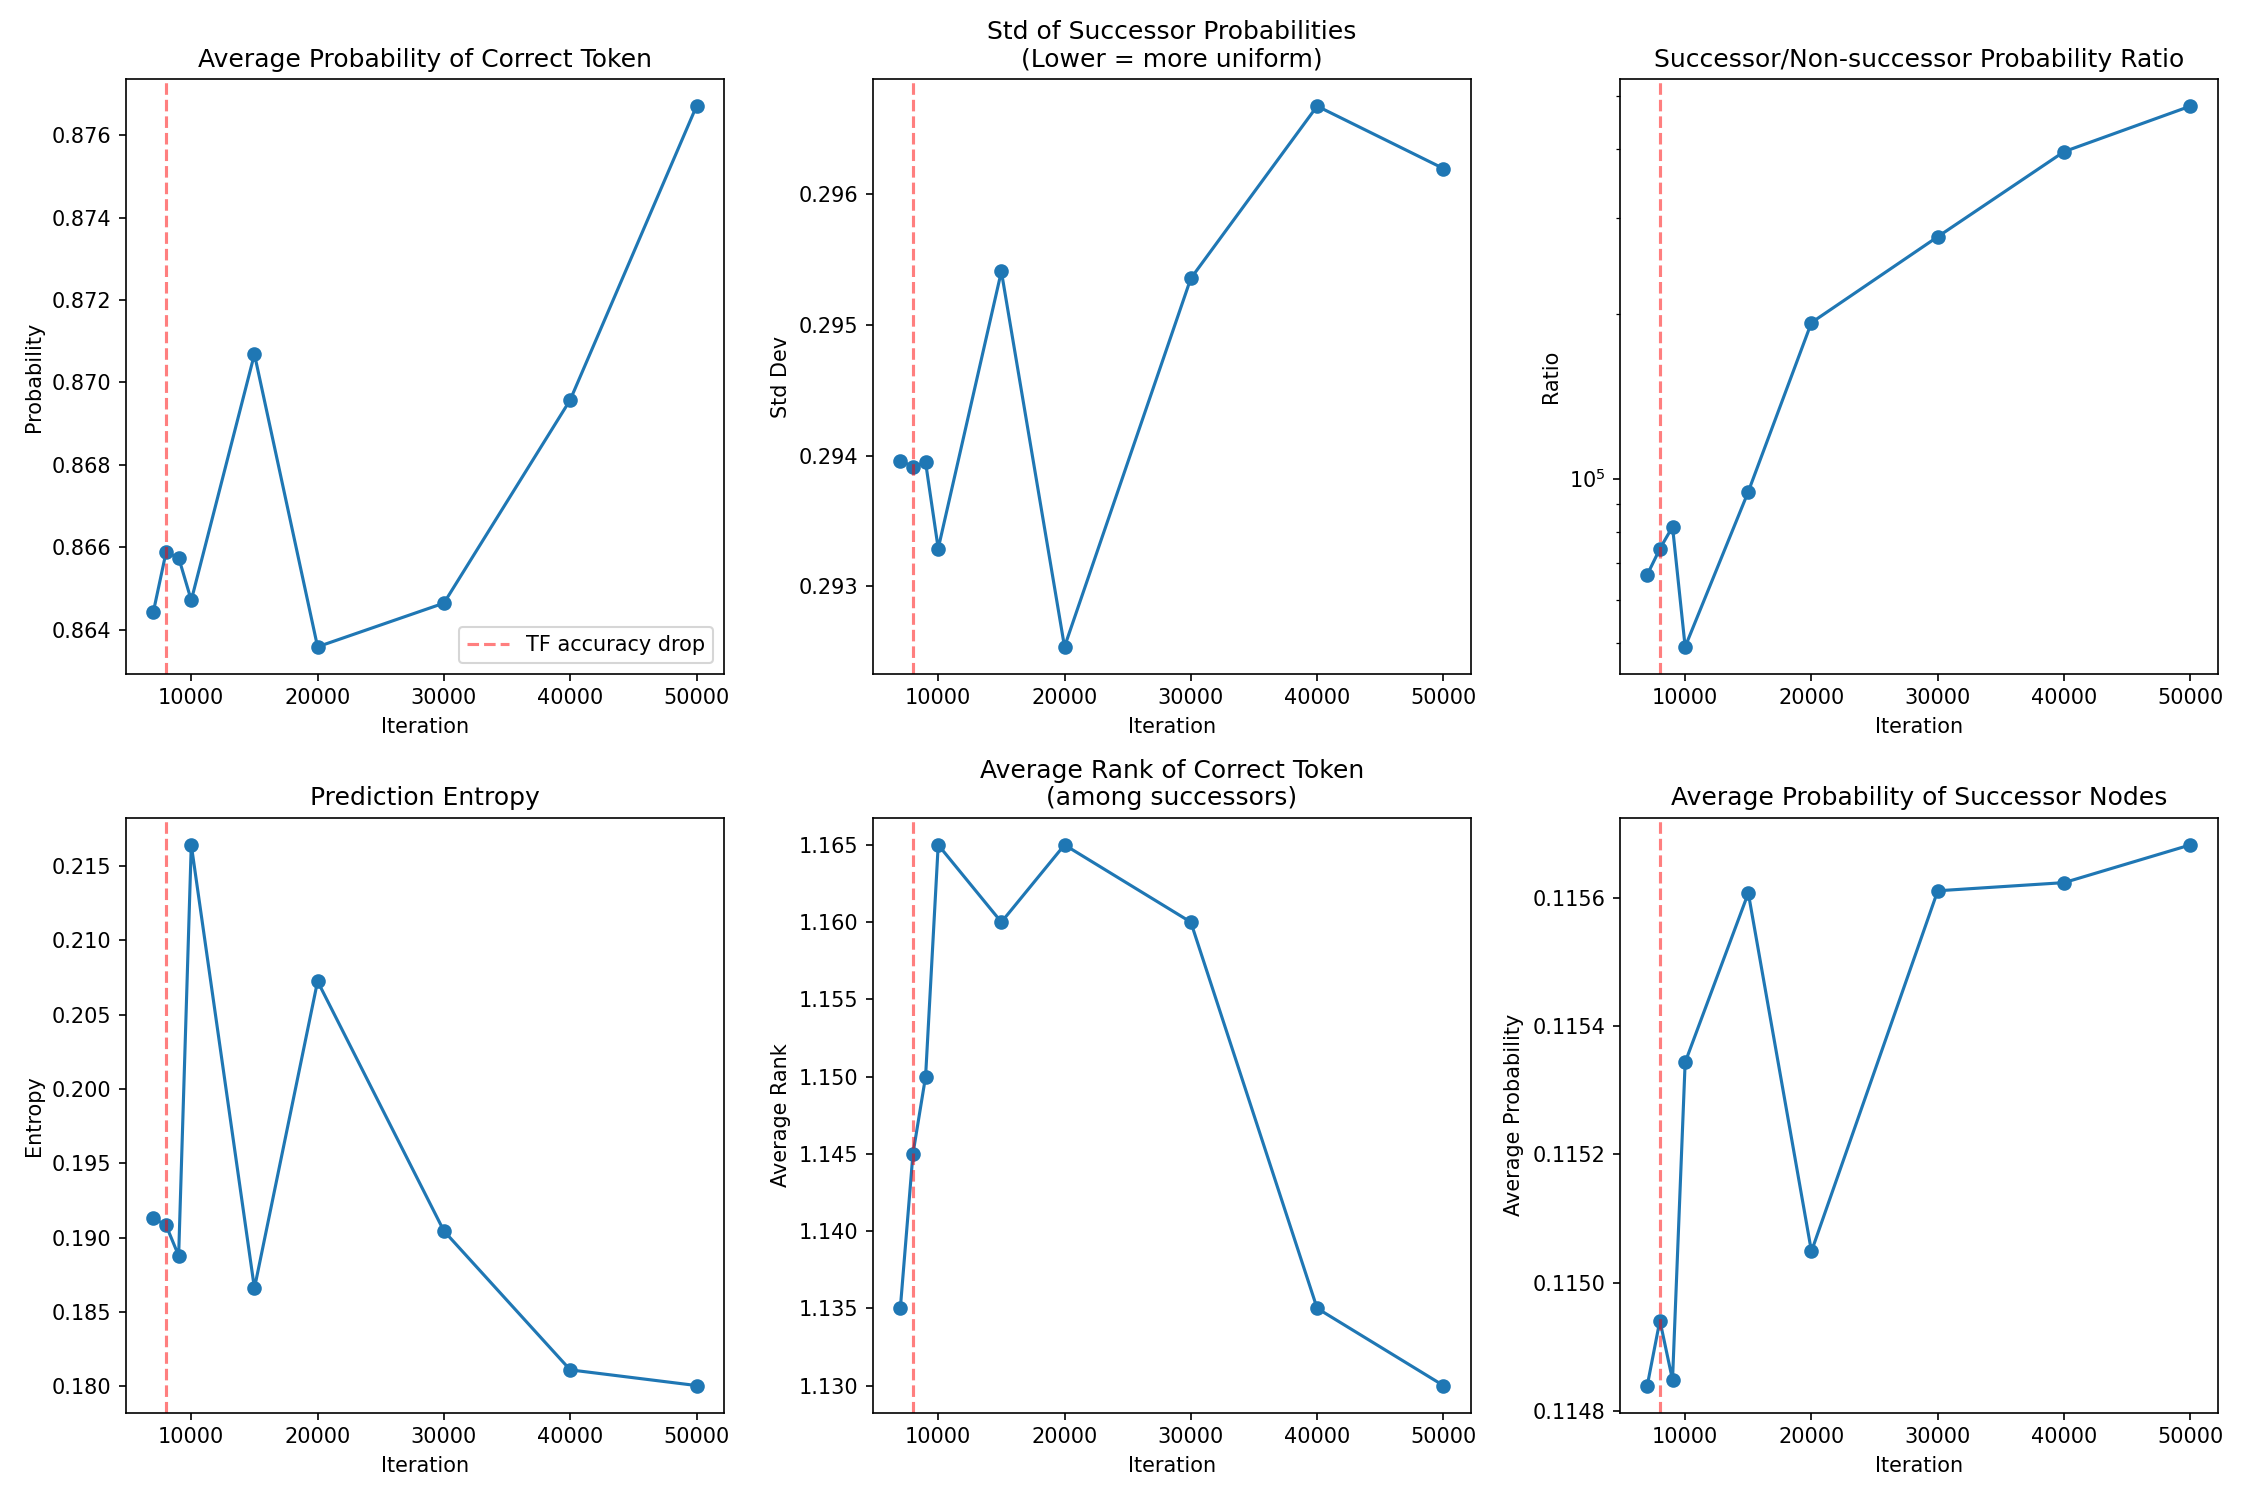 Average Probability of Correct Token
0.876
0.874
0.872
0.870
0.868
0.866
0.864
Probability
TF accuracy drop
10000 20000 30000 40000 50000
Iteration
Std of Successor Probabilities
(Lower = more uniform)
0.296
0.295
0.294
0.293
Std Dev
10000 20000 30000 40000 50000
Iteration
Successor/Non-successor Probability Ratio
10⁵
Ratio
10000 20000 30000 40000 50000
Iteration
Prediction Entropy
0.215
0.210
0.205
0.200
0.195
0.190
0.185
0.180
Entropy
10000 20000 30000 40000 50000
Iteration
Average Rank of Correct Token
(among successors)
1.165
1.160
1.155
1.150
1.145
1.140
1.135
1.130
Average Rank
10000 20000 30000 40000 50000
Iteration
Average Probability of Successor Nodes
0.1156
0.1154
0.1152
0.1150
0.1148
Average Probability
10000 20000 30000 40000 50000
Iteration